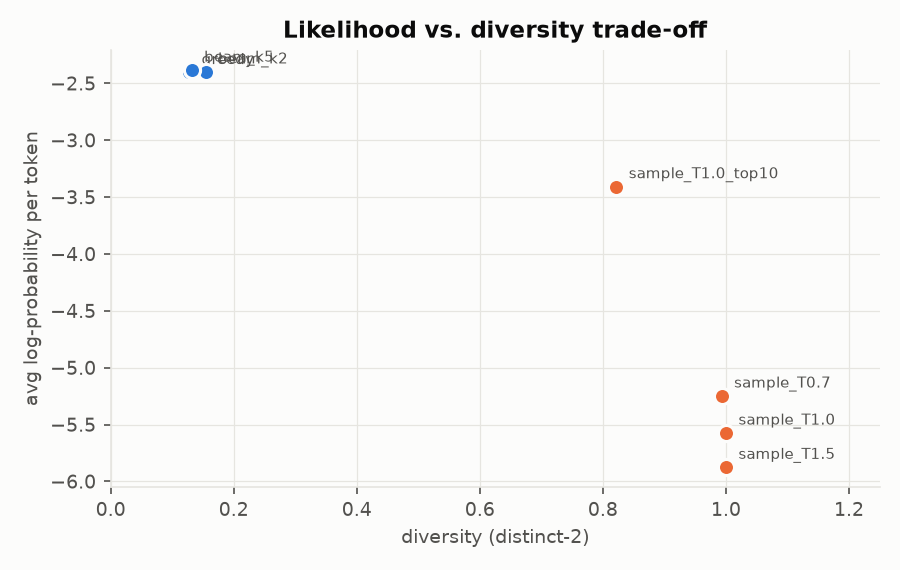 Likelihood vs. diversity trade-off
beam_k5
beam_k2
−2.5
−3.0
−3.5
−4.0
−4.5
−5.0
−5.5
−6.0
avg log-probability per token
sample_T1.0_top10
sample_T0.7
sample_T1.0
sample_T1.5
0.0 0.2 0.4 0.6 0.8 1.0 1.2
diversity (distinct-2)